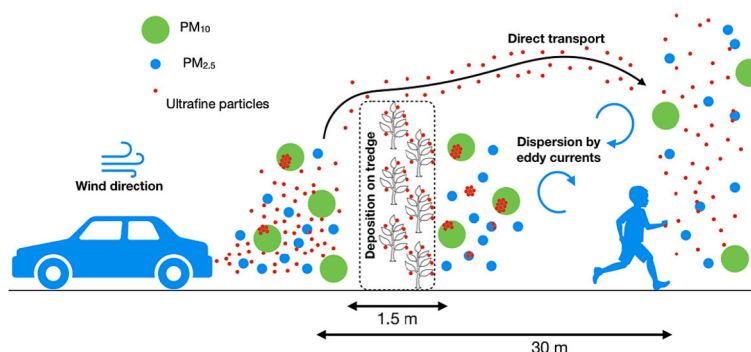 PM10
PM2.5
Ultrafine particles
Direct transport
Wind direction
Deposition on tredge
Dispersion by
eddy currents
1.5 m
30 m